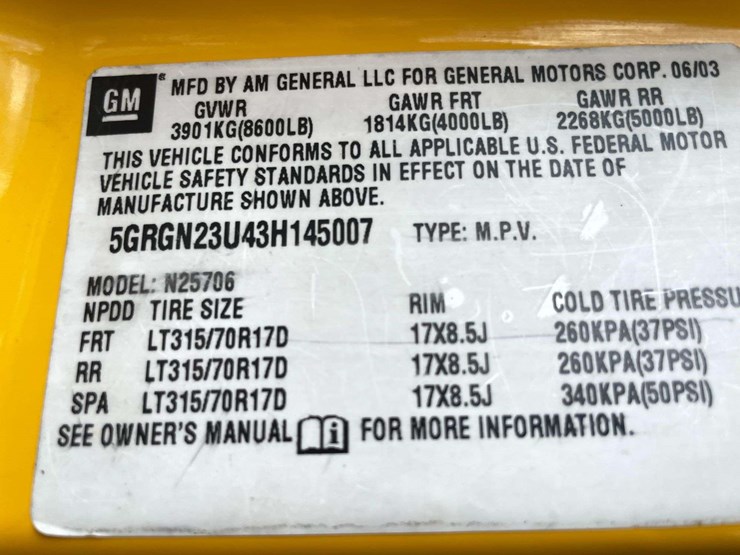 GM ® MFD BY AM GENERAL LLC FOR GENERAL MOTORS CORP. 06/03
GVWR GAWR FRT GAWR RR
3901KG(8600LB) 1814KG(4000LB) 2268KG(5000LB)
THIS VEHICLE CONFORMS TO ALL APPLICABLE U.S. FEDERAL MOTOR
VEHICLE SAFETY STANDARDS IN EFFECT ON THE DATE OF
MANUFACTURE SHOWN ABOVE.
5GRGN23U43H145007 TYPE: M.P.V.
MODEL: N25706
NPDD TIRE SIZE RIM COLD TIRE PRESSU
FRT LT315/70R17D 17X8.5J 260KPA(37PSI)
RR LT315/70R17D 17X8.5J 260KPA(37PSI)
SPA LT315/70R17D 17X8.5J 340KPA(50PSI)
SEE OWNER'S MANUAL i FOR MORE INFORMATION.